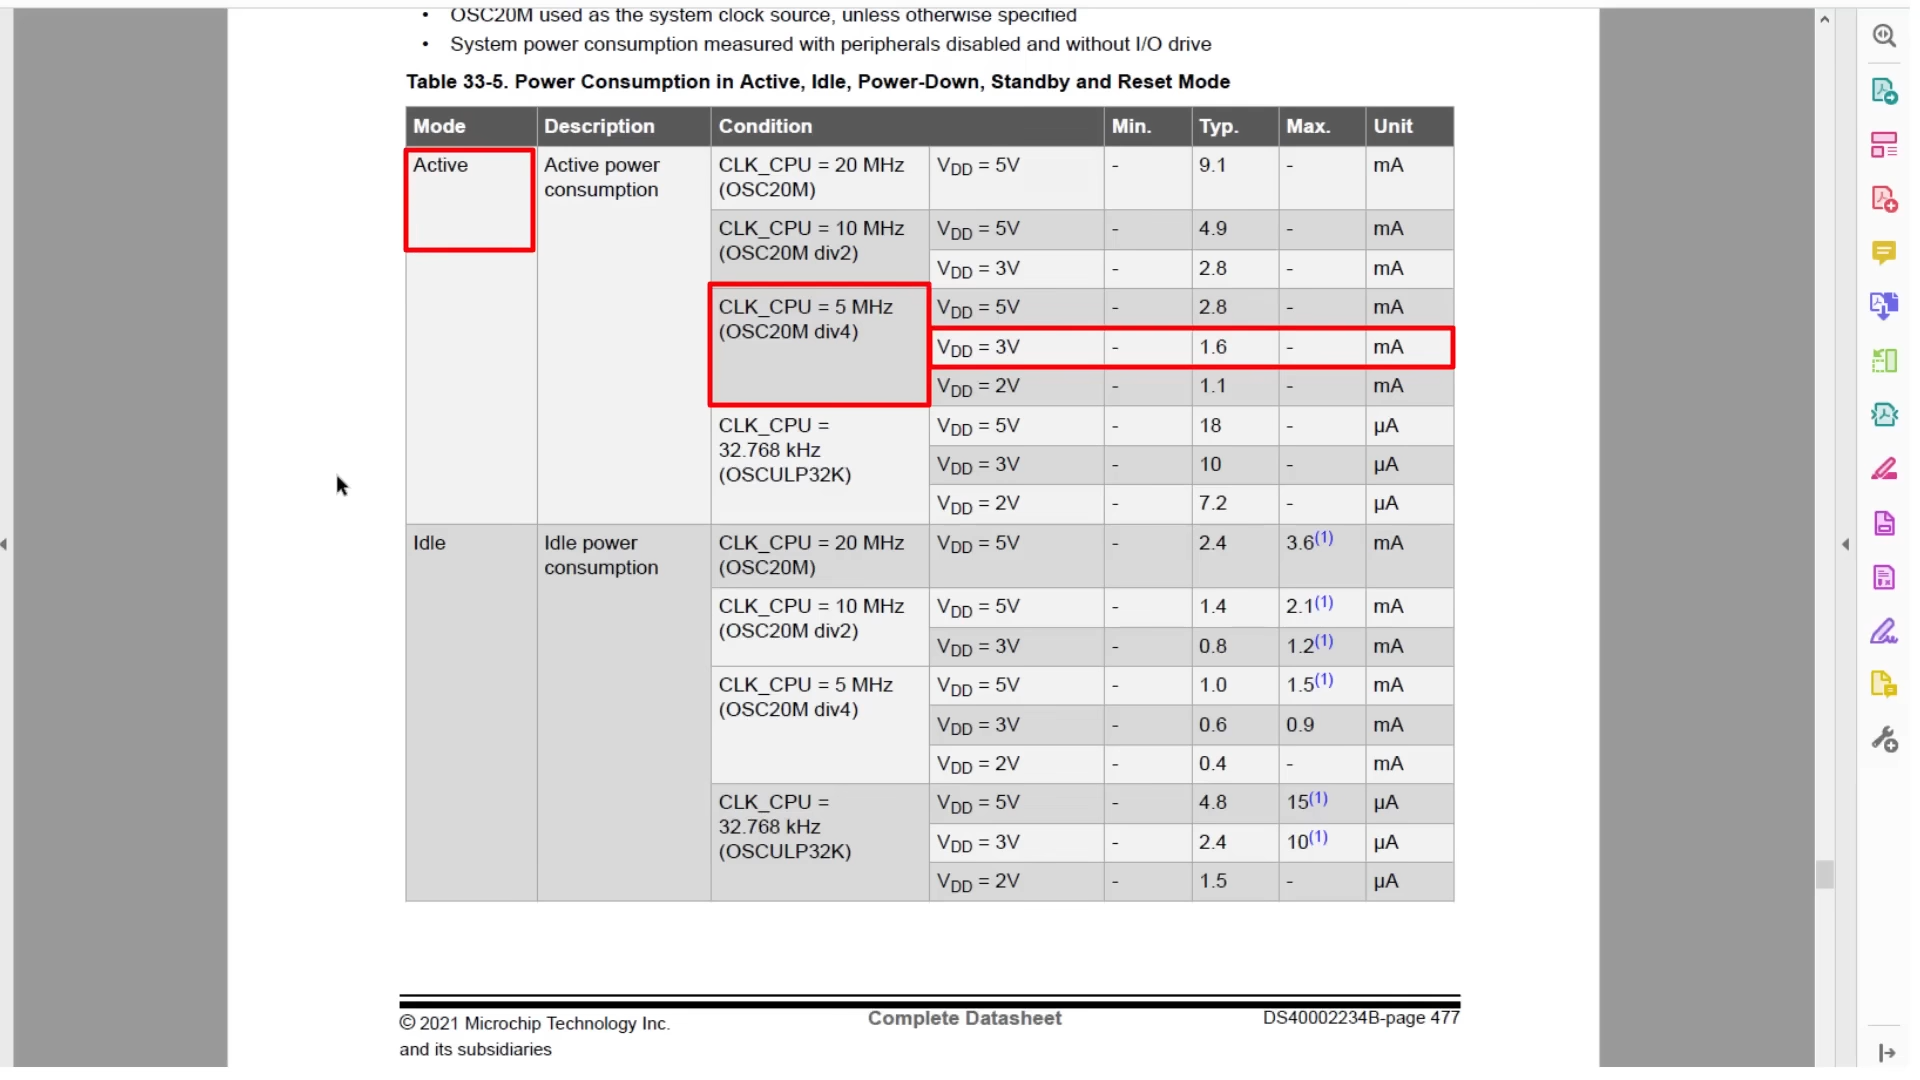 • OSC20M used as the system clock source, unless otherwise specified
• System power consumption measured with peripherals disabled and without I/O drive
Table 33-5. Power Consumption in Active, Idle, Power-Down, Standby and Reset Mode
Mode Description Condition Min. Typ. Max. Unit
Active Active power consumption CLK_CPU = 20 MHz (OSC20M) VDD = 5V - 9.1 - mA
CLK_CPU = 10 MHz (OSC20M div2) VDD = 5V - 4.9 - mA
VDD = 3V - 2.8 - mA
CLK_CPU = 5 MHz (OSC20M div4) VDD = 5V - 2.8 - mA
VDD = 3V - 1.6 - mA
VDD = 2V - 1.1 - mA
CLK_CPU = 32.768 kHz (OSCULP32K) VDD = 5V - 18 - µA
VDD = 3V - 10 - µA
VDD = 2V - 7.2 - µA
Idle Idle power consumption CLK_CPU = 20 MHz (OSC20M) VDD = 5V - 2.4 3.6(1) mA
CLK_CPU = 10 MHz (OSC20M div2) VDD = 5V - 1.4 2.1(1) mA
VDD = 3V - 0.8 1.2(1) mA
CLK_CPU = 5 MHz (OSC20M div4) VDD = 5V - 1.0 1.5(1) mA
VDD = 3V - 0.6 0.9 mA
VDD = 2V - 0.4 - mA
CLK_CPU = 32.768 kHz (OSCULP32K) VDD = 5V - 4.8 15(1) µA
VDD = 3V - 2.4 10(1) µA
VDD = 2V - 1.5 - µA
© 2021 Microchip Technology Inc. Complete Datasheet DS40002234B-page 477
and its subsidiaries